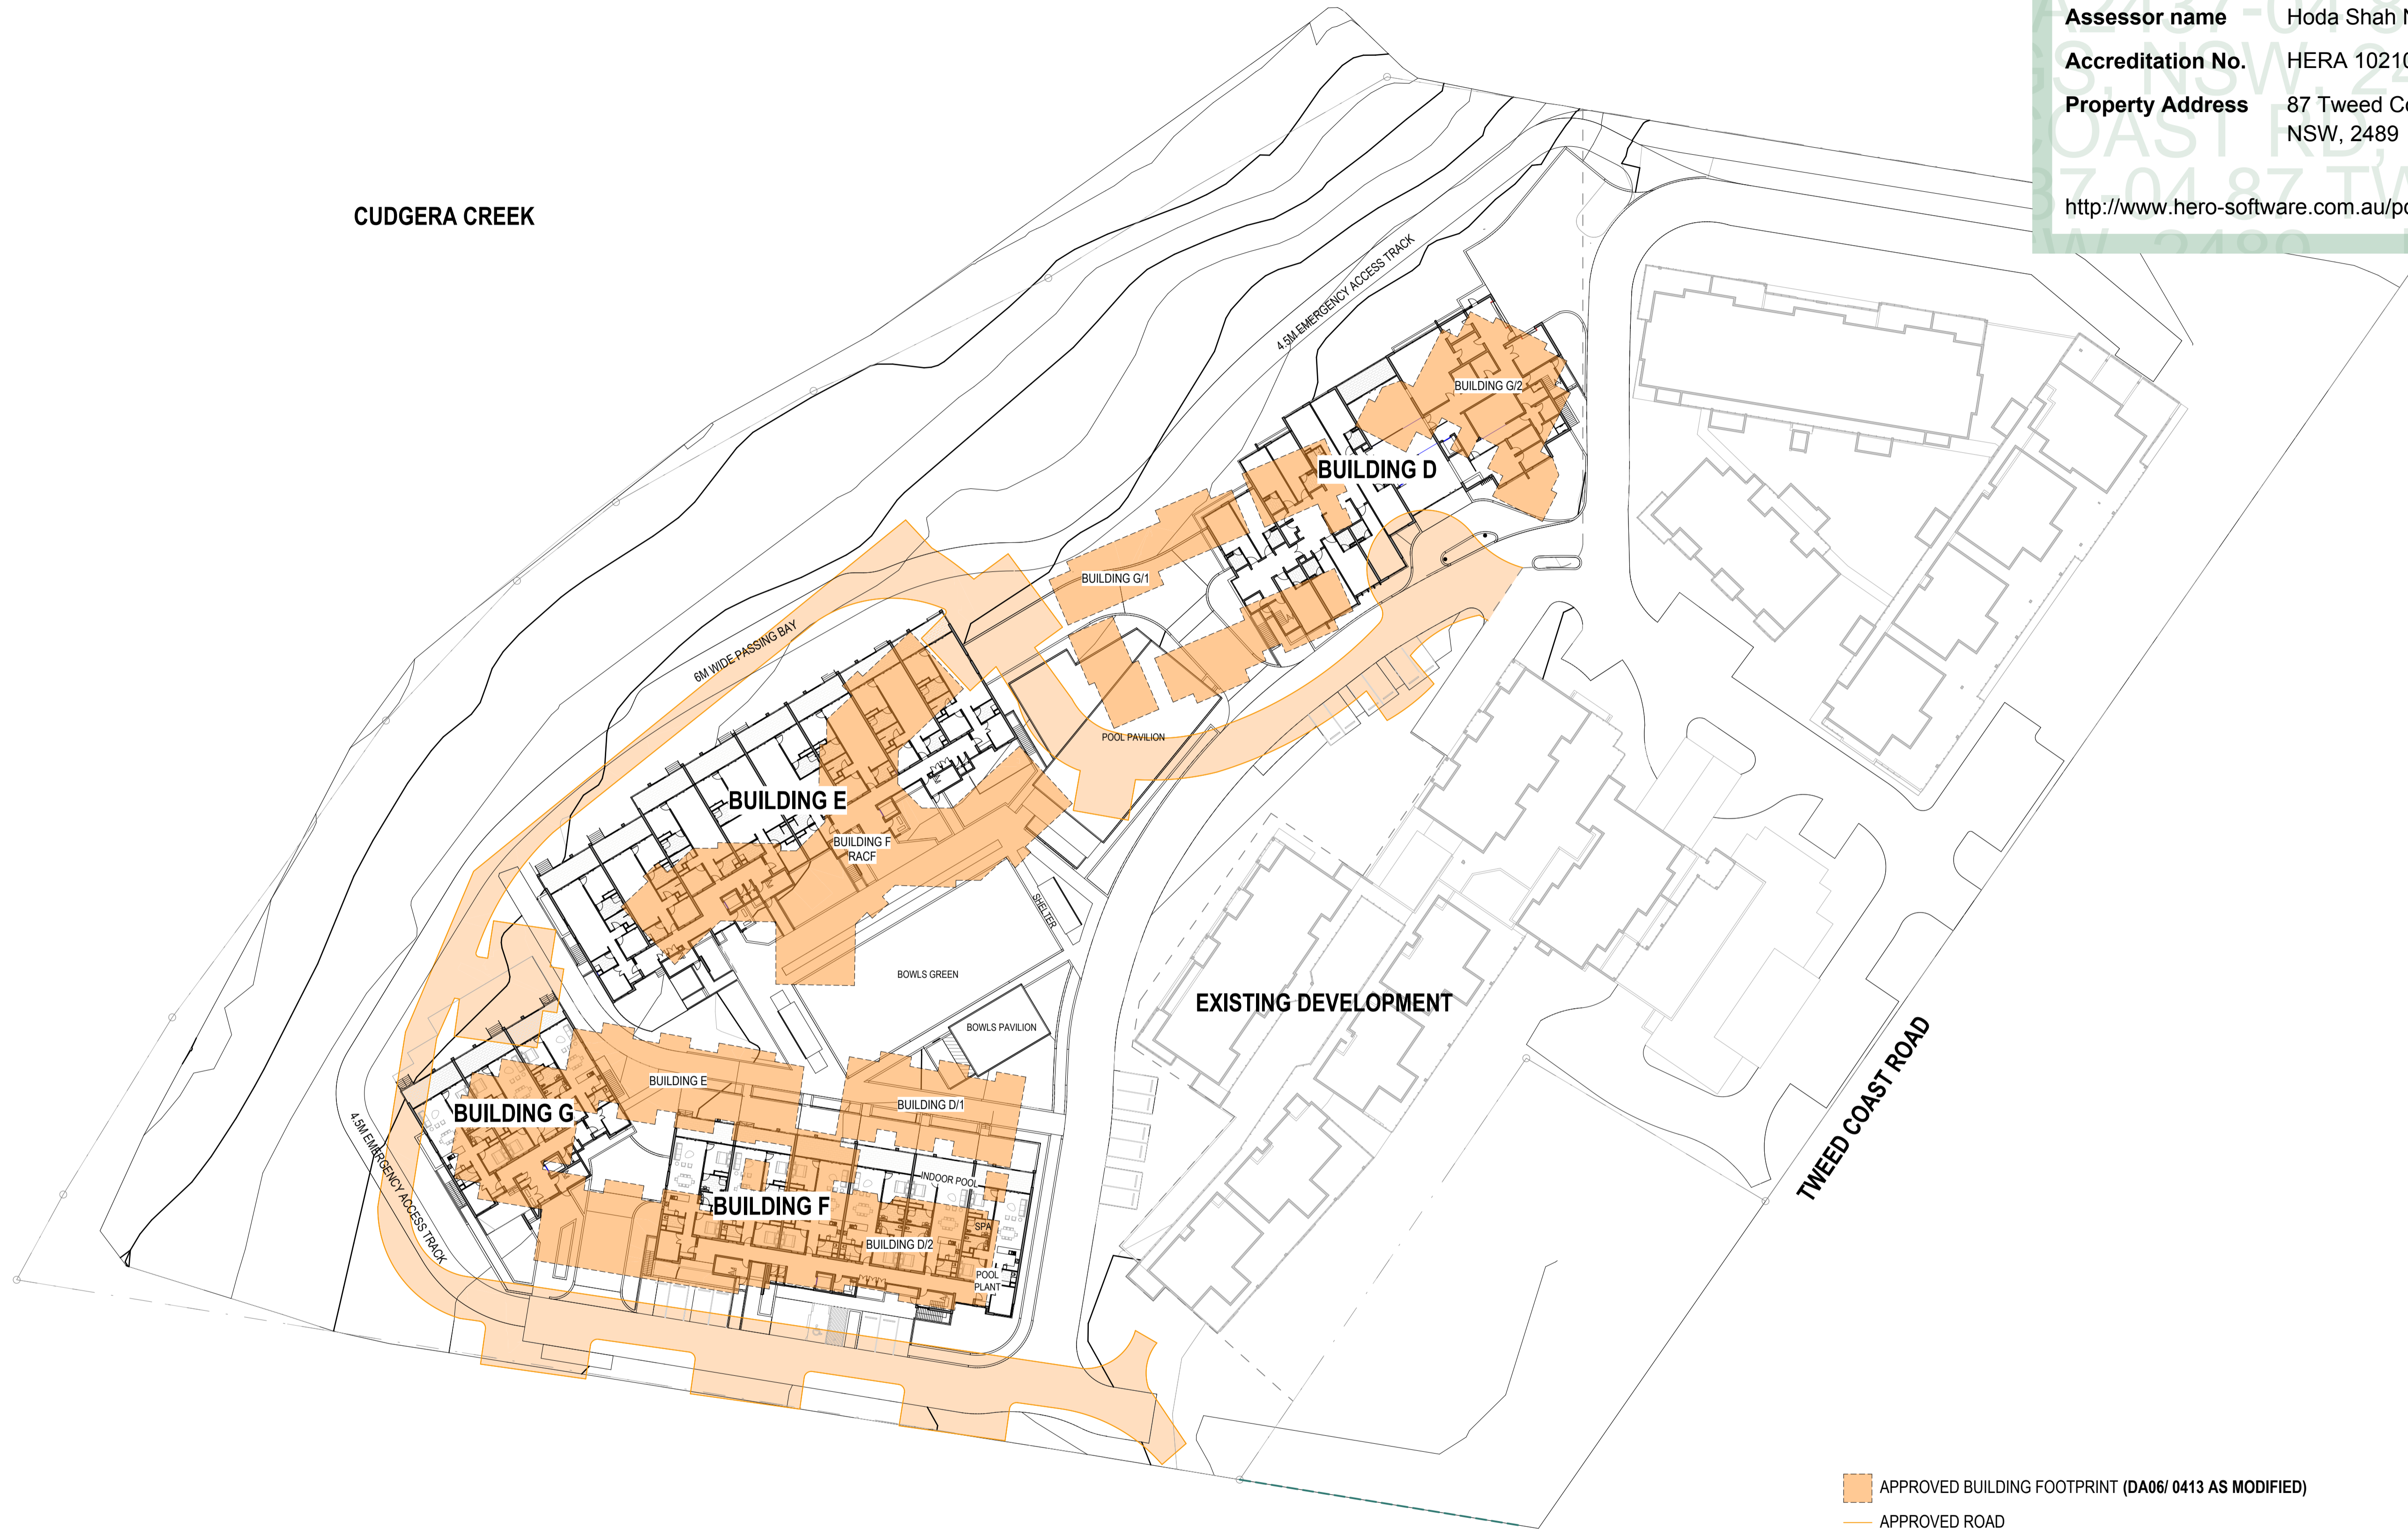 Assessor name Hoda Shah
Accreditation No. HERA 10210
Property Address 87 Tweed
NSW, 2489
http://www.hero-software.com.au/
CUDGERA CREEK
4.5M EMERGENCY ACCESS TRACK
BUILDING G/2
BUILDING D
BUILDING G/1
6M WIDE PASSING BAY
POOL PAVILION
BUILDING E
BUILDING F
RACF
SHELTER
BOWLS GREEN
EXISTING DEVELOPMENT
BOWLS PAVILION
BUILDING E
BUILDING D/1
BUILDING G
4.5M EMERGENCY ACCESS TRACK
INDOOR POOL
BUILDING F
SPA
BUILDING D/2
POOL
PLANT
TWEED COAST ROAD
APPROVED BUILDING FOOTPRINT (DA06/ 0413 AS MODIFIED)
APPROVED ROAD